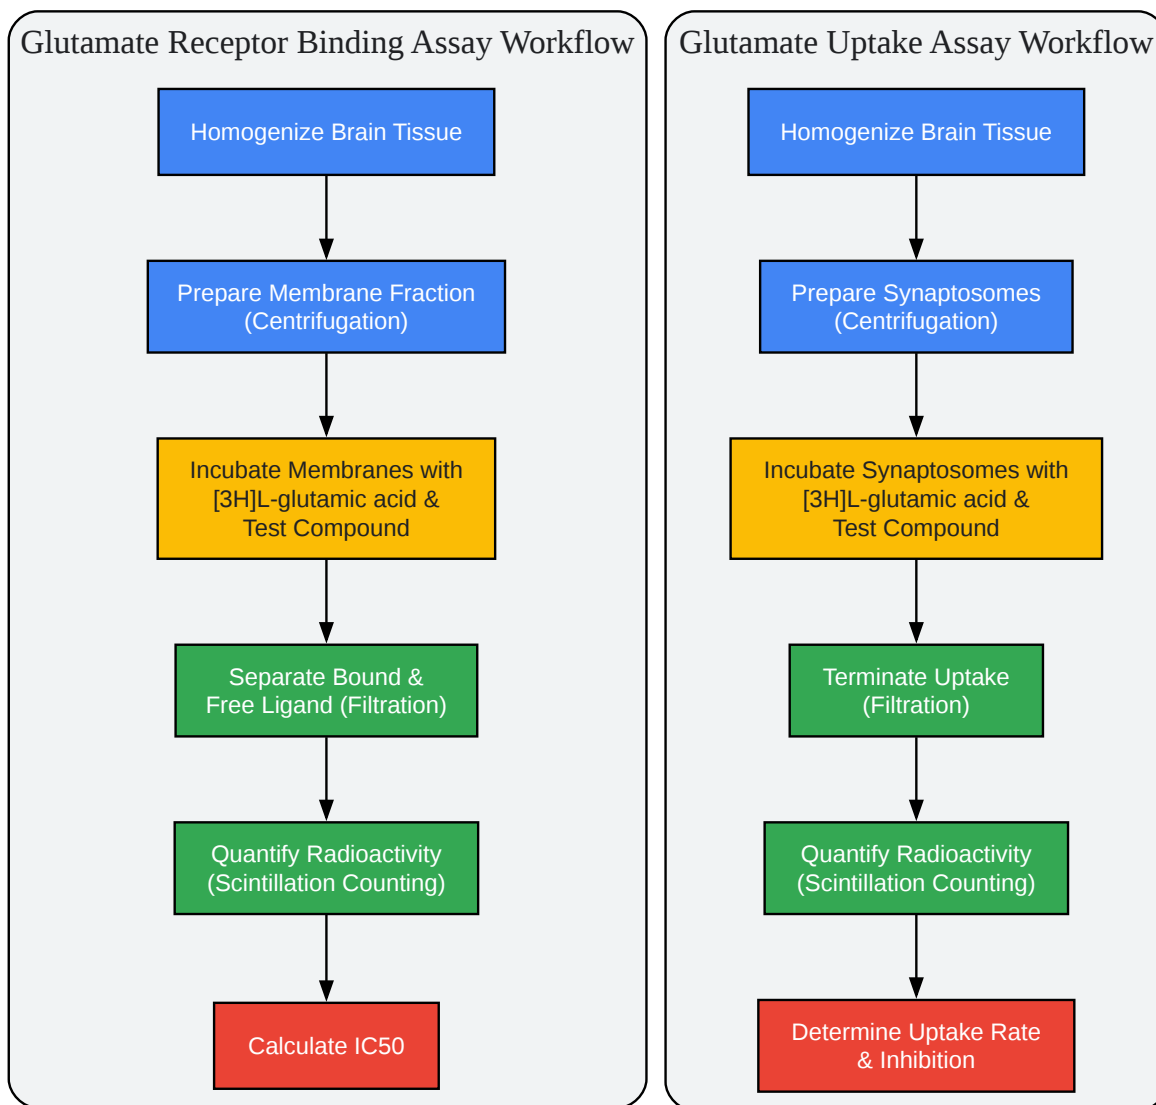 Glutamate Receptor Binding Assay Workflow
Homogenize Brain Tissue
Prepare Membrane Fraction
(Centrifugation)
Incubate Membranes with
[3H]L-glutamic acid &
Test Compound
Separate Bound &
Free Ligand (Filtration)
Quantify Radioactivity
(Scintillation Counting)
Calculate IC50
Glutamate Uptake Assay Workflow
Homogenize Brain Tissue
Prepare Synaptosomes
(Centrifugation)
Incubate Synaptosomes with
[3H]L-glutamic acid &
Test Compound
Terminate Uptake
(Filtration)
Quantify Radioactivity
(Scintillation Counting)
Determine Uptake Rate
& Inhibition